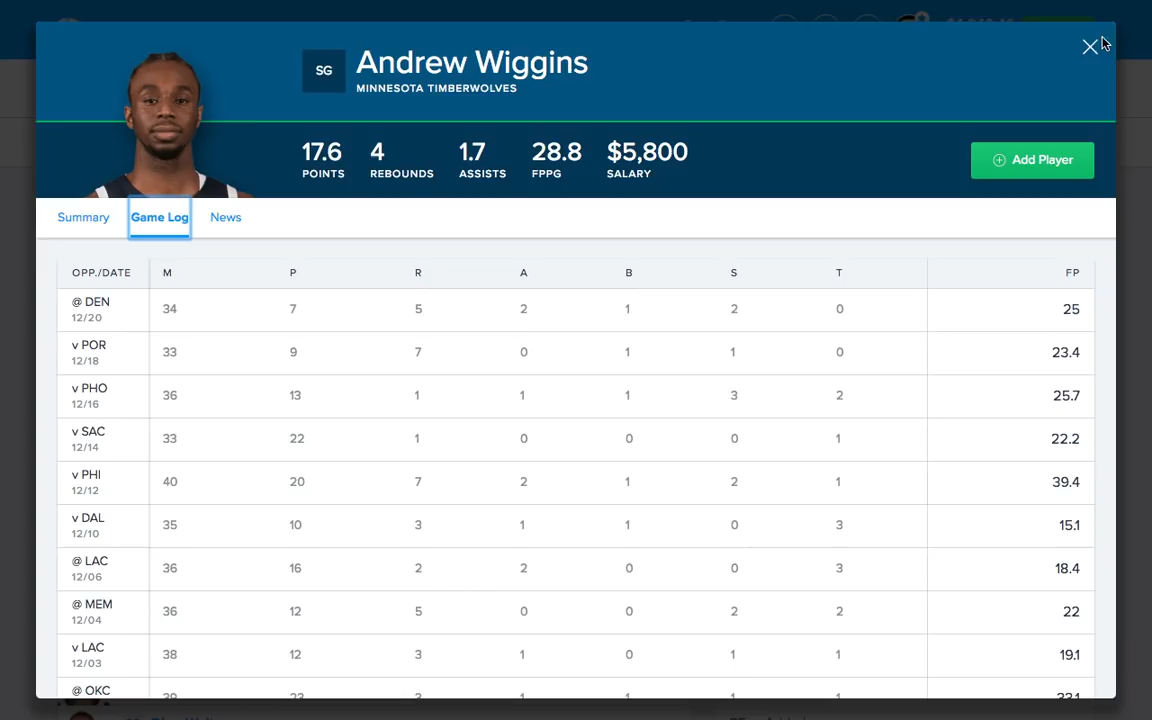 SG
Andrew Wiggins
MINNESOTA TIMBERWOLVES
17.6 4 1.7 28.8 $5,800
POINTS REBOUNDS ASSISTS FPPG SALARY
Add Player
Summary Game Log News
OPP./DATE M P R A B S T FP
@ DEN 12/20 34 7 5 2 1 2 0 25
v POR 12/18 33 9 7 0 1 1 0 23.4
v PHO 12/16 36 13 1 1 1 3 2 25.7
v SAC 12/14 33 22 1 0 0 0 1 22.2
v PHI 12/12 40 20 7 2 1 2 1 39.4
v DAL 12/10 35 10 3 1 1 0 3 15.1
@ LAC 12/06 36 16 2 2 0 0 3 18.4
@ MEM 12/04 36 12 5 0 0 2 2 22
v LAC 12/03 38 12 3 1 0 1 1 19.1
@ OKC